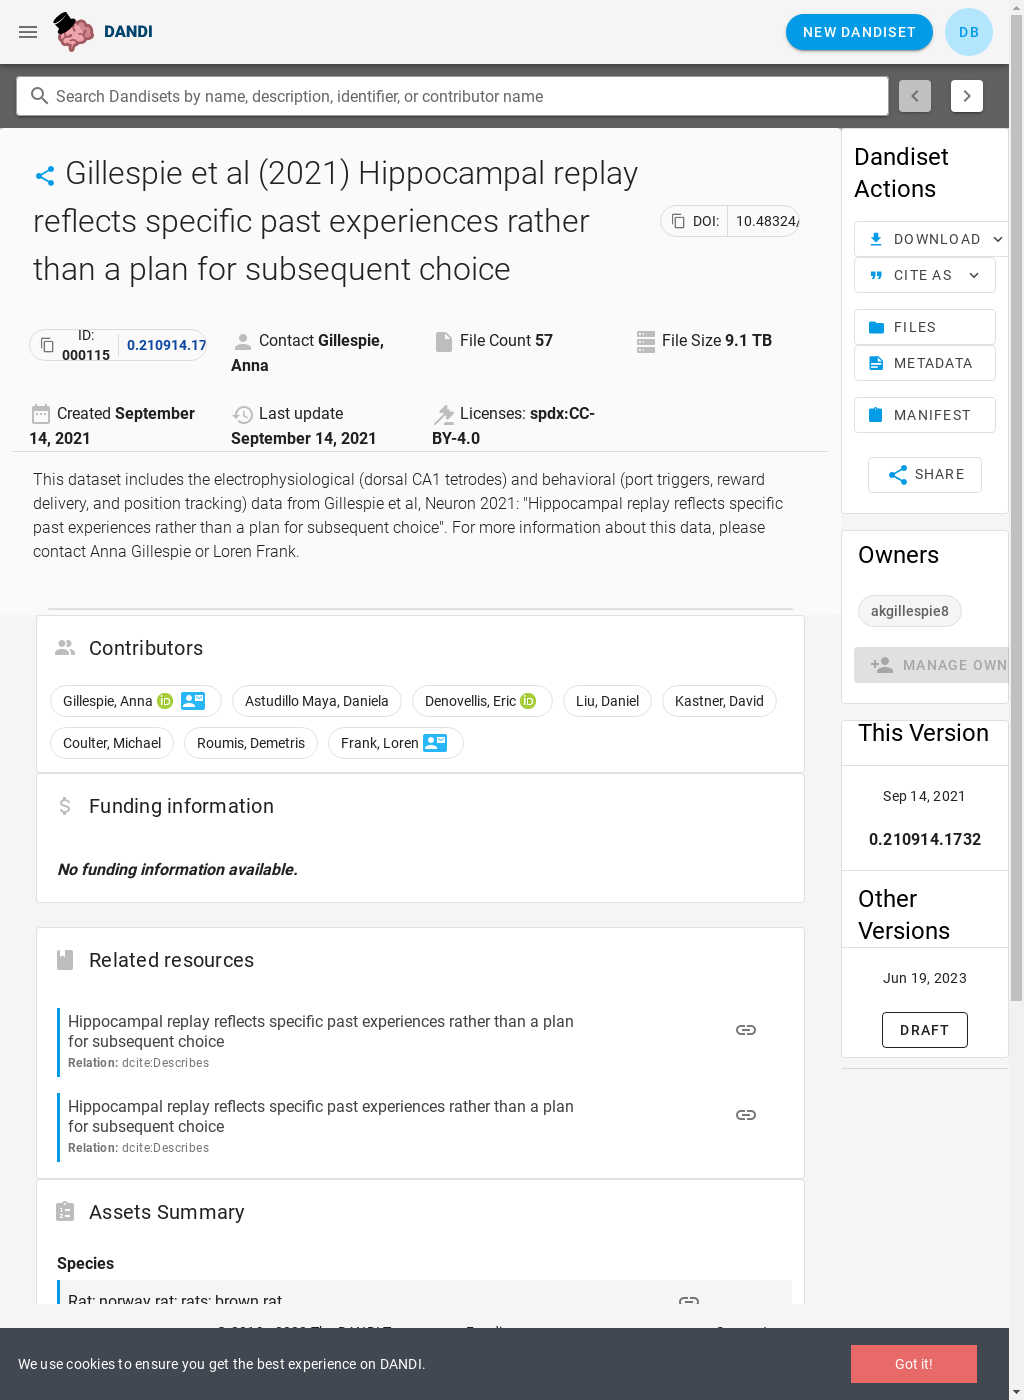 DANDI
NEW DANDISET
DB
Search Dandisets by name, description, identifier, or contributor name
Gillespie et al (2021) Hippocampal replay
reflects specific past experiences rather
than a plan for subsequent choice
DOI: 10.48324/
ID:
000115
0.210914.17
Contact Gillespie,
Anna
File Count 57
File Size 9.1 TB
Created September
14, 2021
Last update
September 14, 2021
Licenses: spdx:CC-
BY-4.0
This dataset includes the electrophysiological (dorsal CA1 tetrodes) and behavioral (port triggers, reward
delivery, and position tracking) data from Gillespie et al, Neuron 2021: "Hippocampal replay reflects specific
past experiences rather than a plan for subsequent choice". For more information about this data, please
contact Anna Gillespie or Loren Frank.
Contributors
Gillespie, Anna iD
Astudillo Maya, Daniela
Denovellis, Eric iD
Liu, Daniel
Kastner, David
Coulter, Michael
Roumis, Demetris
Frank, Loren
Funding information
No funding information available.
Related resources
Hippocampal replay reflects specific past experiences rather than a plan
for subsequent choice
Relation: dcite:Describes
Hippocampal replay reflects specific past experiences rather than a plan
for subsequent choice
Relation: dcite:Describes
Assets Summary
Species
Rat; norway rat; rats; brown rat
Dandiset
Actions
DOWNLOAD
CITE AS
FILES
METADATA
MANIFEST
SHARE
Owners
akgillespie8
MANAGE OWN
This Version
Sep 14, 2021
0.210914.1732
Other
Versions
Jun 19, 2023
DRAFT
We use cookies to ensure you get the best experience on DANDI.
Got it!